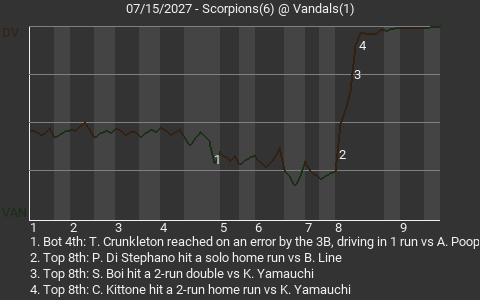 07/15/2027 - Scorpions(6) @ Vandals(1)
DV
4
3
2
1
VAN
1 2 3 4 5 6 7 8 9
1. Bot 4th: T. Crunkleton reached on an error by the 3B, driving in 1 run vs A. Poop
2. Top 8th: P. Di Stephano hit a solo home run vs B. Line
3. Top 8th: S. Boi hit a 2-run double vs K. Yamauchi
4. Top 8th: C. Kittone hit a 2-run home run vs K. Yamauchi